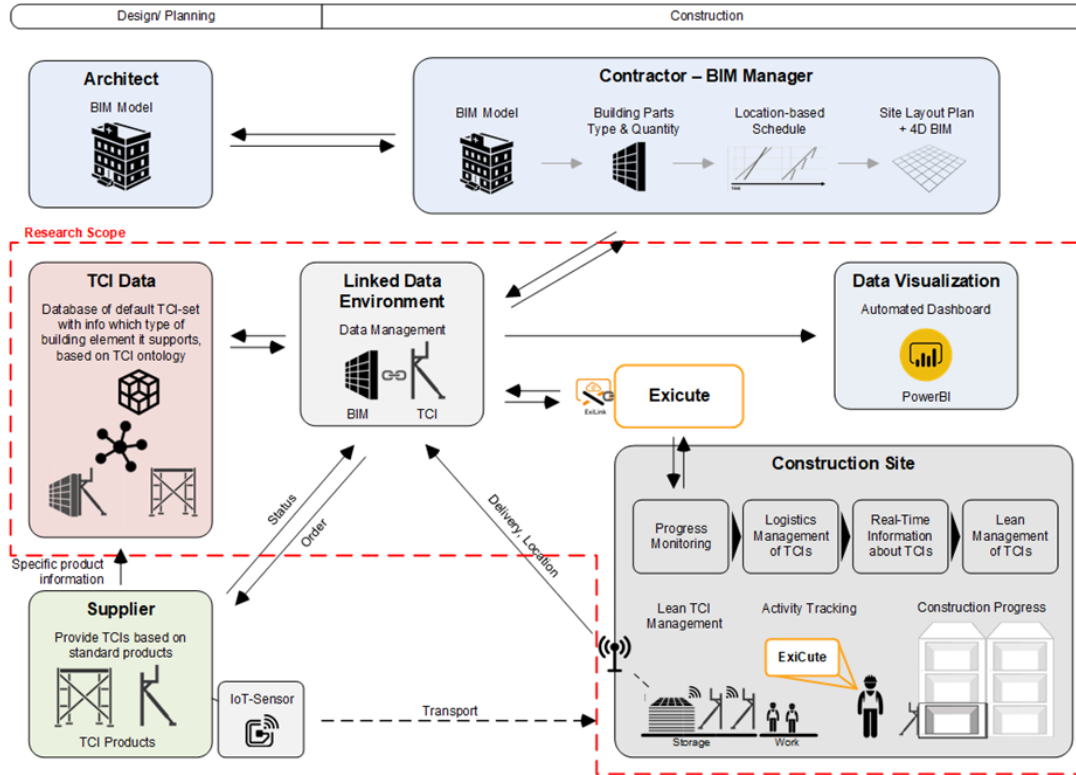 Design/ Planning
Construction
Architect
BIM Model
Contractor – BIM Manager
BIM Model
Building Parts
Type & Quantity
Location-based
Schedule
Site Layout Plan
+ 4D BIM
Research Scope
TCI Data
Database of default TCI-set
with info which type of
building element it supports,
based on TCI ontology
Linked Data
Environment
Data Management
BIM
TCI
Data Visualization
Automated Dashboard
PowerBI
ExiLink
Exicute
Status
Order
Delivery, Location
Construction Site
Progress
Monitoring
Logistics
Management
of TCIs
Real-Time
Information
about TCIs
Lean
Management
of TCIs
Specific product
information
Supplier
Provide TCIs based on
standard products
TCI Products
IoT-Sensor
Transport
Lean TCI
Management
Activity Tracking
Construction Progress
ExiCute
Storage
Work